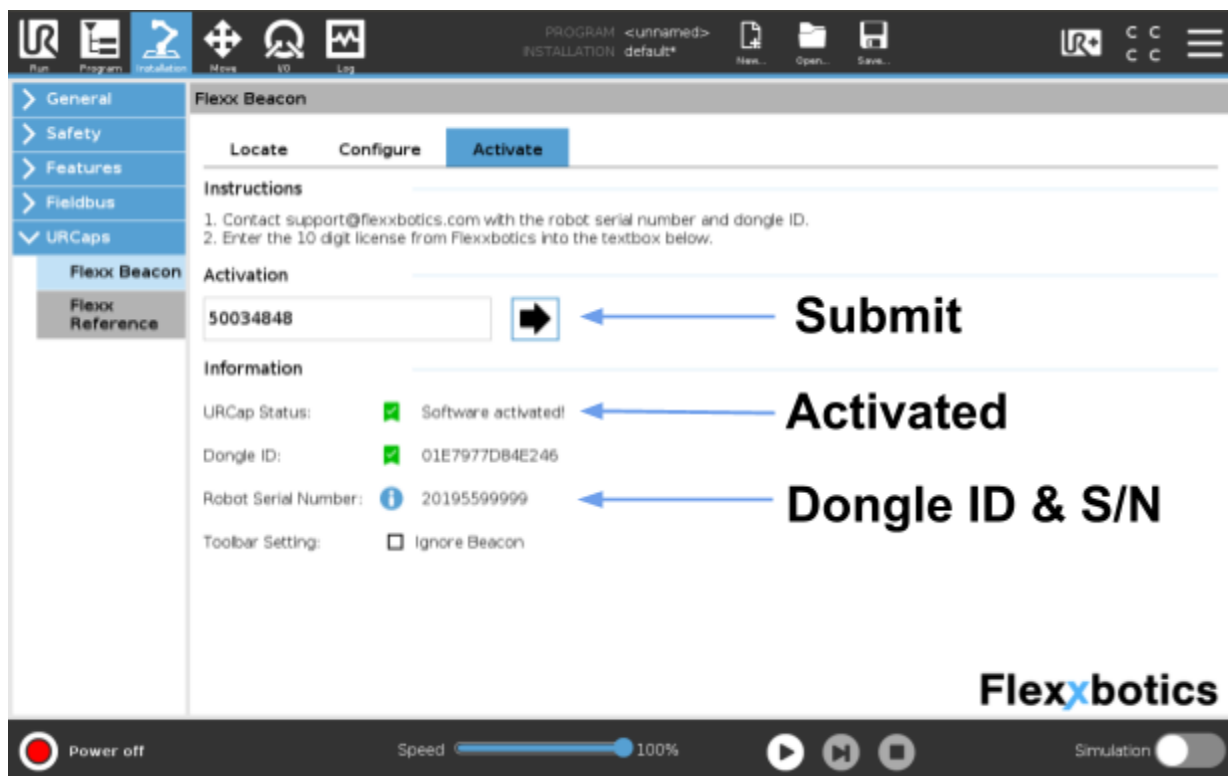 UR
UR+
PROGRAM <unnamed>
INSTALLATION default*
C C
C C
Run Program Installation Move I/O Log New... Open... Save...
General
Safety
Features
Fieldbus
URCaps
Flexx Beacon
Flexx
Reference
Flexx Beacon
Locate Configure Activate
Instructions
1. Contact support@flexxbotics.com with the robot serial number and dongle ID.
2. Enter the 10 digit license from Flexxbotics into the textbox below.
Activation
50034848
Submit
Information
URCap Status: Software activated!
Activated
Dongle ID: 01E7977D84E246
Robot Serial Number: 20195599999
Dongle ID & S/N
Toolbar Setting: Ignore Beacon
Flexxbotics
Power off Speed 100% Simulation